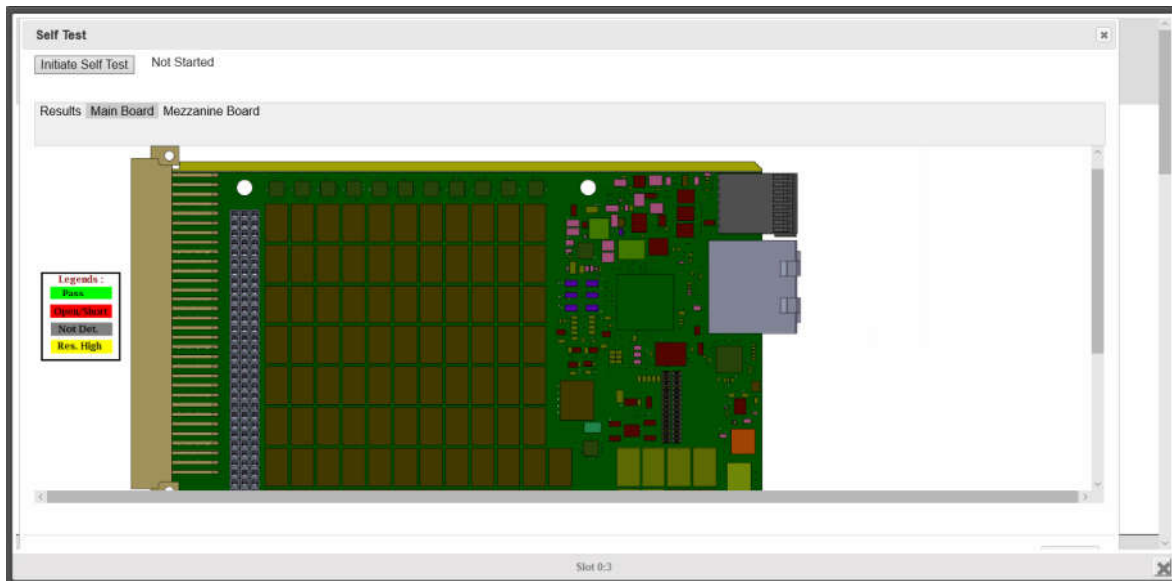 Self Test
Initiate Self Test Not Started
Results Main Board Mezzanine Board
Legends :
Pass
Open/Short
Not Det.
Res. High
Slot 0:3